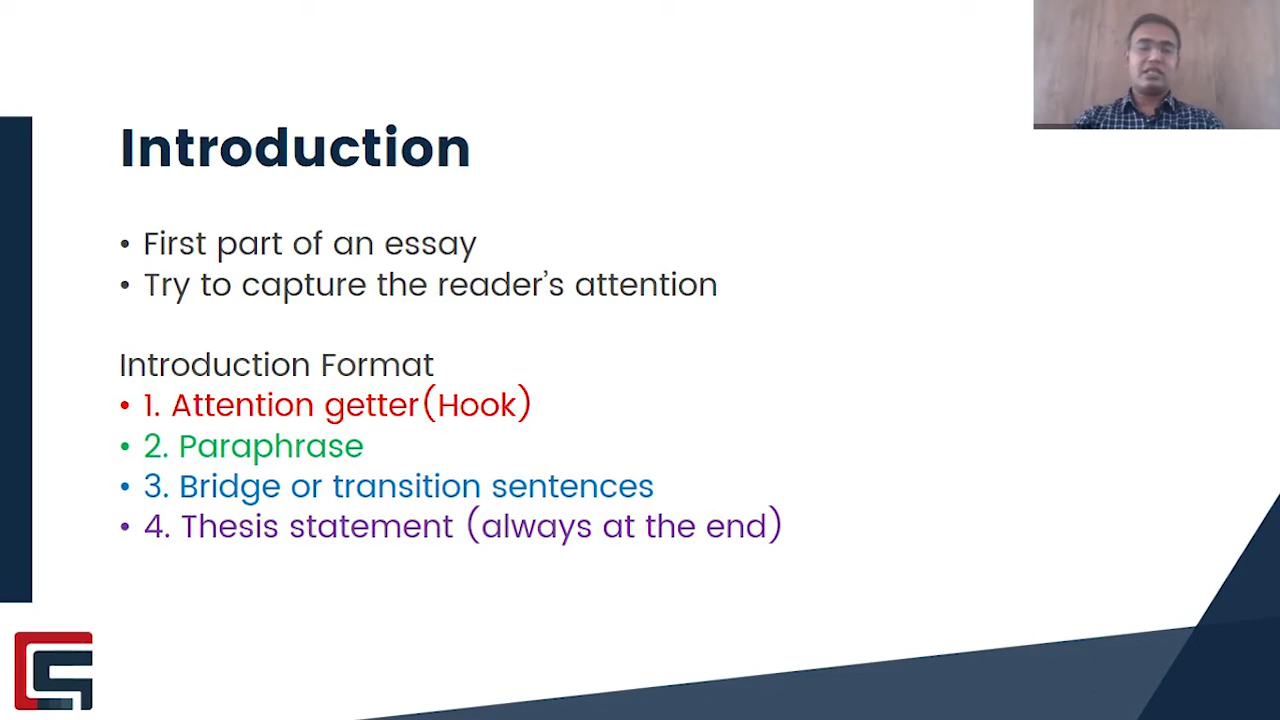 Introduction
• First part of an essay
• Try to capture the reader's attention
Introduction Format
• 1. Attention getter(Hook)
• 2. Paraphrase
• 3. Bridge or transition sentences
• 4. Thesis statement (always at the end)